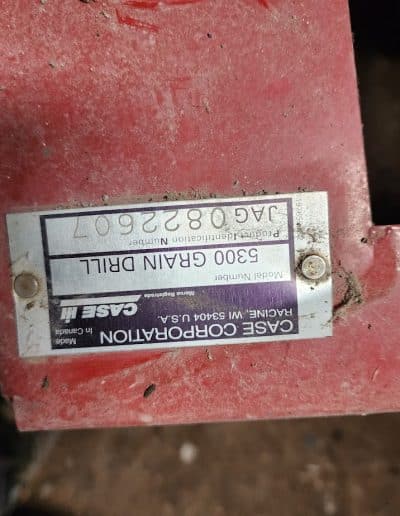 CASE CORPORATION
RACINE, WI 53404 U.S.A.
Made
in Canada
CASE IH
Marca Registrada
Model Number
5300 GRAIN DRILL
Product Identification Number
JAG0822607